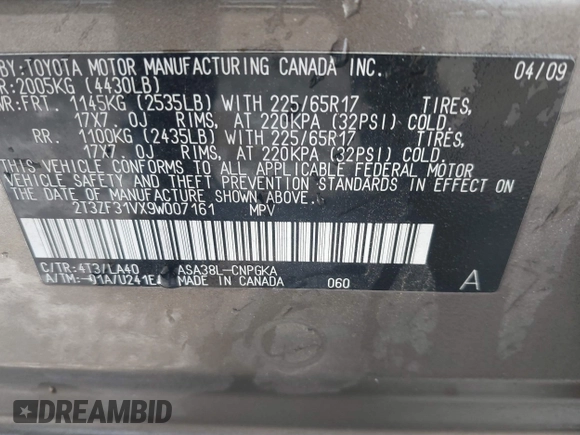 BY: TOYOTA MOTOR MANUFACTURING CANADA INC. 04/09
R: 2005KG (4430LB)
WR: FRT. 1145KG (2535LB) WITH 225/65R17 TIRES,
17X7.0J RIMS, AT 220KPA (32PSI) COLD.
RR. 1100KG (2435LB) WITH 225/65R17 TIRES,
17X7.0J RIMS, AT 220KPA (32PSI) COLD.
THIS VEHICLE CONFORMS TO ALL APPLICABLE FEDERAL MOTOR
VEHICLE SAFETY AND THEFT PREVENTION STANDARDS IN EFFECT ON
THE DATE OF MANUFACTURE SHOWN ABOVE.
2T3ZF31VX9W007161 MPV
C/TR: 4T3/LA40 ASA38L-CNPGKA
A/TM: -01A/U241E MADE IN CANADA 060 A
DREAMBID